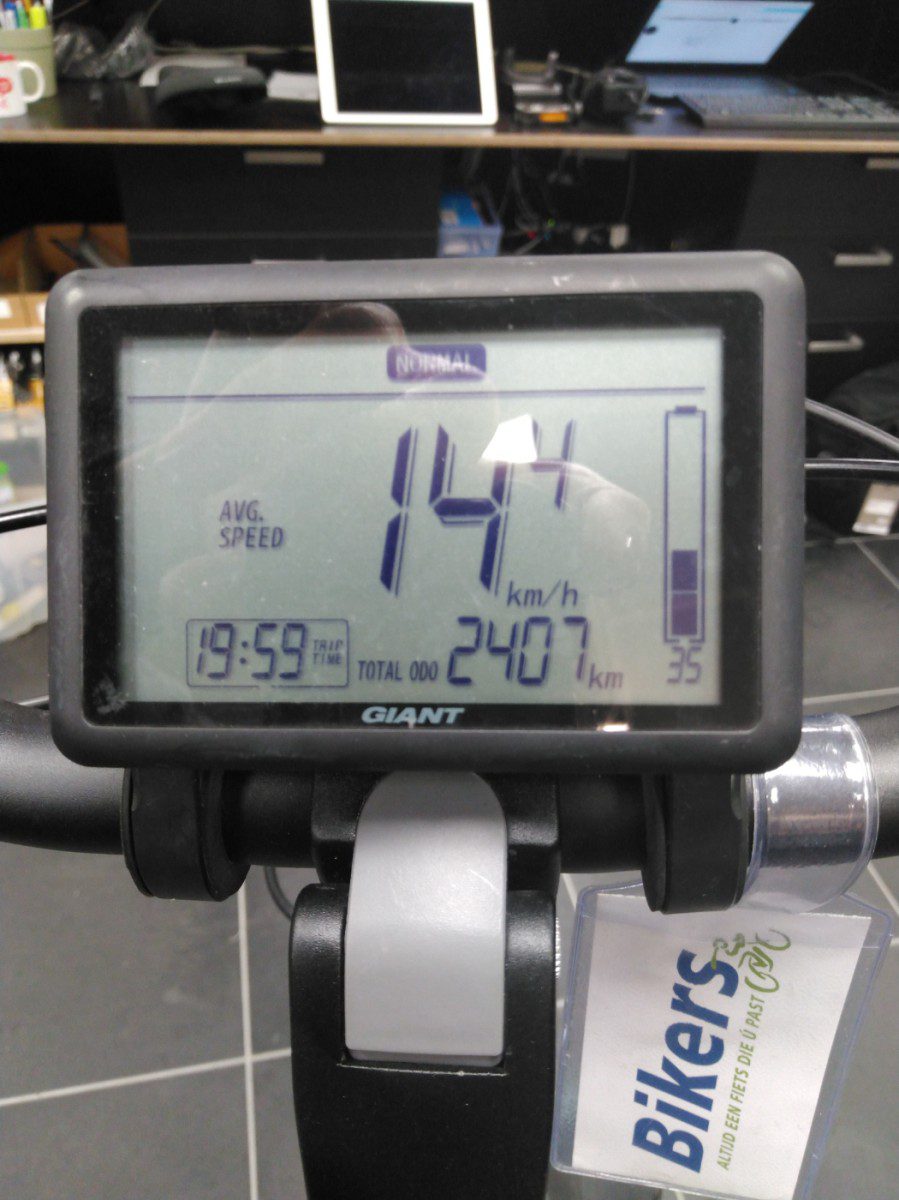 NORMAL
AVG.
SPEED
14.4
km/h
19:59
TRIP
TIME
TOTAL ODO
2407
km
35
GIANT
Bikers
ALTIJD EEN FIETS DIE Ú PAST